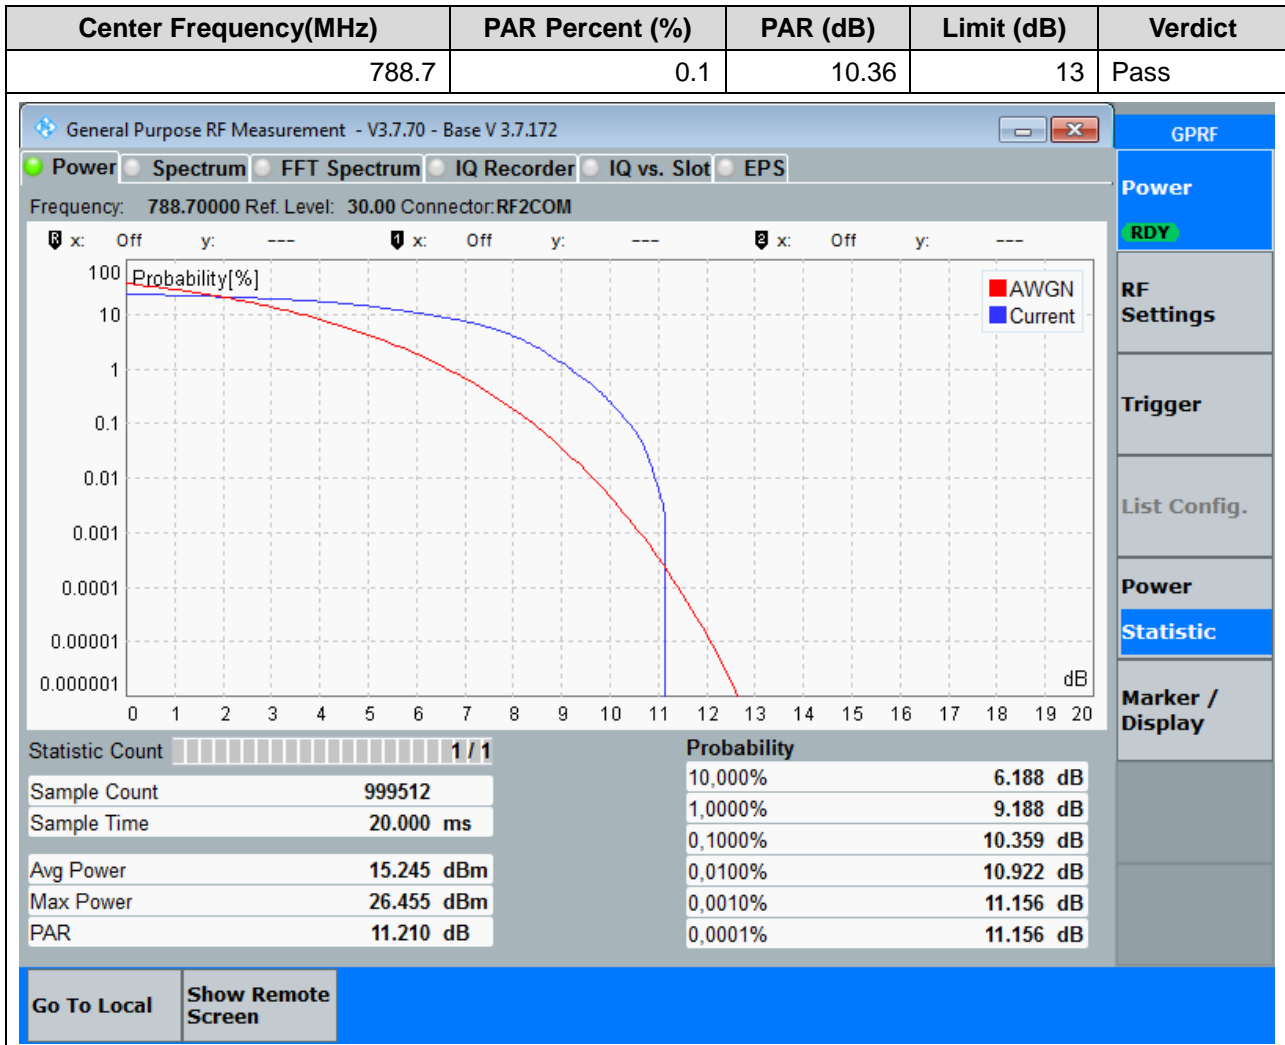 Center Frequency(MHz) PAR Percent (%) PAR (dB) Limit (dB) Verdict
788.7 0.1 10.36 13 Pass
General Purpose RF Measurement - V3.7.70 - Base V 3.7.172
GPRF
Power Spectrum FFT Spectrum IQ Recorder IQ vs. Slot EPS
Frequency: 788.70000 Ref. Level: 30.00 Connector:RF2COM
R x: Off y: --- 1 x: Off y: --- 2 x: Off y: ---
Probability[%]
100
10
1
0.1
0.01
0.001
0.0001
0.00001
0.000001
AWGN
Current
dB
0 1 2 3 4 5 6 7 8 9 10 11 12 13 14 15 16 17 18 19 20
Statistic Count 1 / 1
Sample Count 999512
Sample Time 20.000 ms
Avg Power 15.245 dBm
Max Power 26.455 dBm
PAR 11.210 dB
Probability
10,000% 6.188 dB
1,0000% 9.188 dB
0,1000% 10.359 dB
0,0100% 10.922 dB
0,0010% 11.156 dB
0,0001% 11.156 dB
Power
RDY
RF
Settings
Trigger
List Config.
Power
Statistic
Marker /
Display
Go To Local
Show Remote
Screen